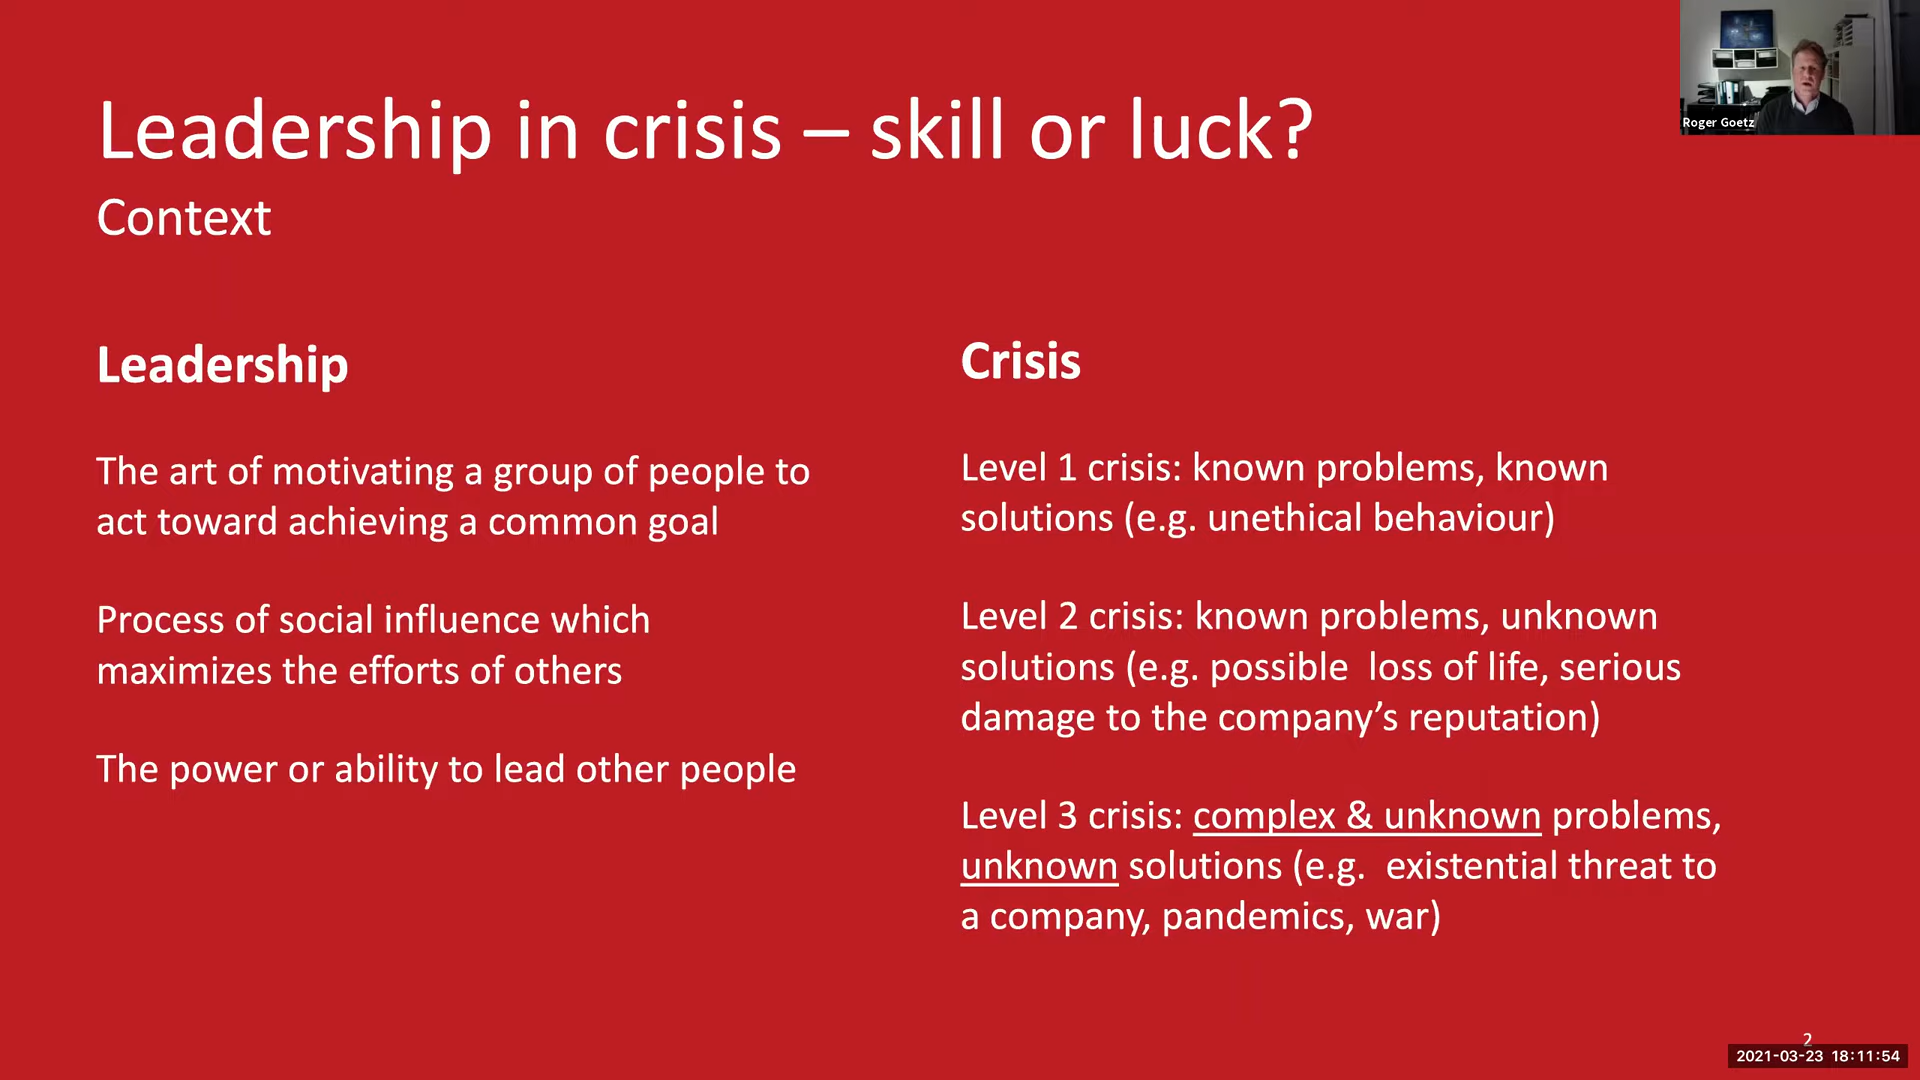 Leadership in crisis – skill or luck?
Context
Leadership
The art of motivating a group of people to
act toward achieving a common goal
Process of social influence which
maximizes the efforts of others
The power or ability to lead other people
Crisis
Level 1 crisis: known problems, known
solutions (e.g. unethical behaviour)
Level 2 crisis: known problems, unknown
solutions (e.g. possible  loss of life, serious
damage to the company’s reputation)
Level 3 crisis: complex & unknown problems,
unknown solutions (e.g.  existential threat to
a company, pandemics, war)
Roger Goetz
2
2021-03-23 18:11:54